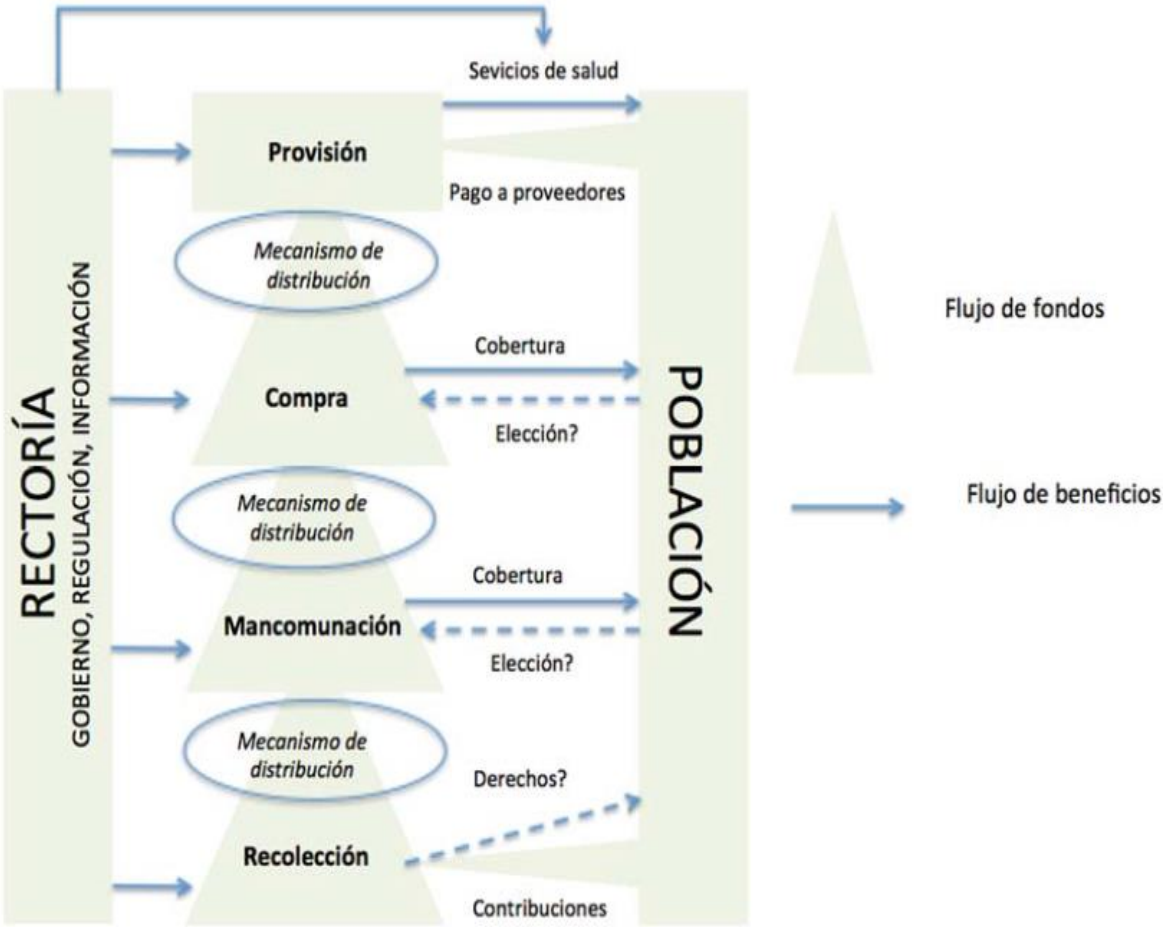 Sevicios de salud
Provisión
Pago a proveedores
Mecanismo de
distribución
Cobertura
Compra
Elección?
Mecanismo de
distribución
Cobertura
Mancomunación
Elección?
Mecanismo de
distribución
Derechos?
Recolección
Contribuciones
RECTORÍA
GOBIERNO, REGULACIÓN, INFORMACIÓN
POBLACIÓN
Flujo de fondos
Flujo de beneficios